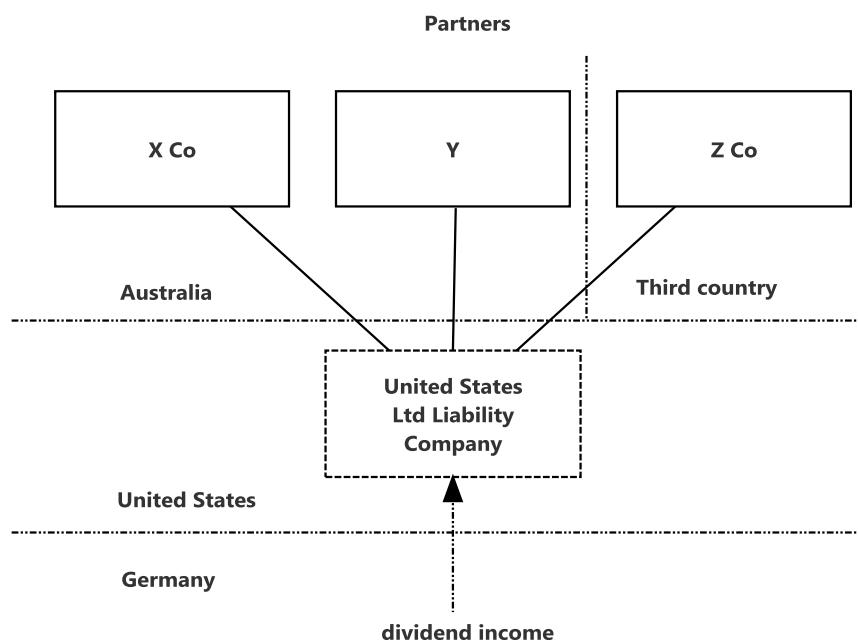 Partners
X Co
Y
Z Co
Australia
Third country
United States
Ltd Liability
Company
United States
Germany
dividend income